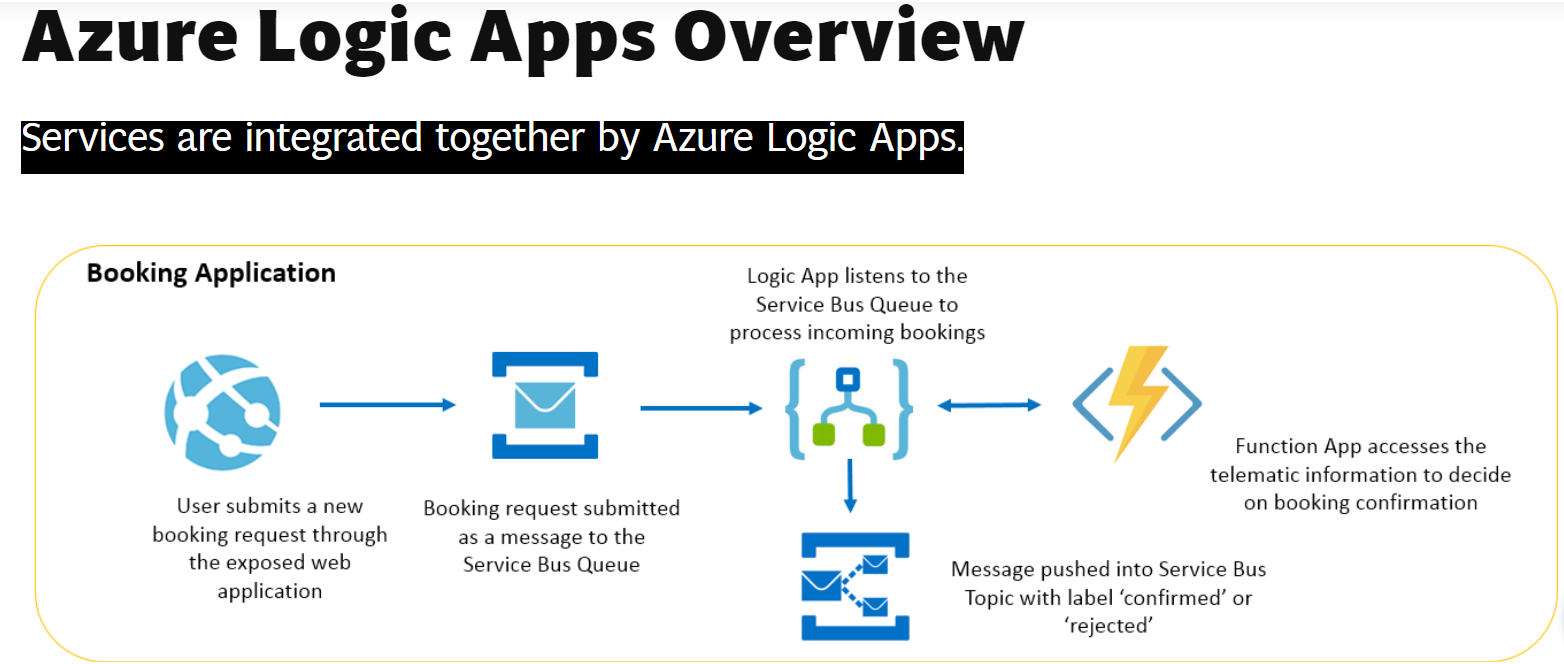 Azure Logic Apps Overview
Services are integrated together by Azure Logic Apps.
Booking Application
User submits a new
booking request through
the exposed web
application
Booking request submitted
as a message to the
Service Bus Queue
Logic App listens to the
Service Bus Queue to
process incoming bookings
Function App accesses the
telematic information to decide
on booking confirmation
Message pushed into Service Bus
Topic with label ‘confirmed’ or
‘rejected’